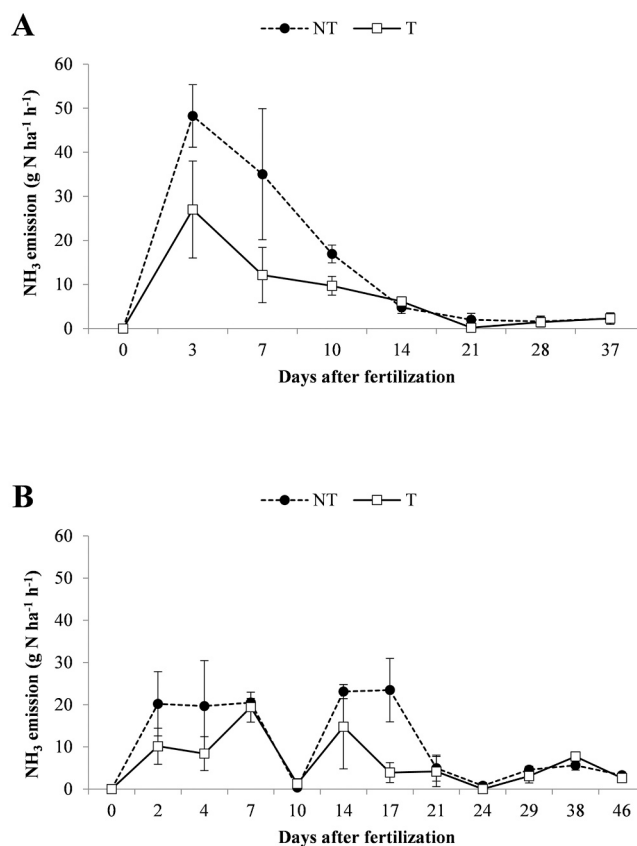 A
NT T
60
50
40
30
20
10
0
NH₃ emission (g N ha⁻¹ h⁻¹)
0 3 7 10 14 21 28 37
Days after fertilization
B
NT T
60
50
40
30
20
10
0
NH₃ emission (g N ha⁻¹ h⁻¹)
0 2 4 7 10 14 17 21 24 29 38 46
Days after fertilization